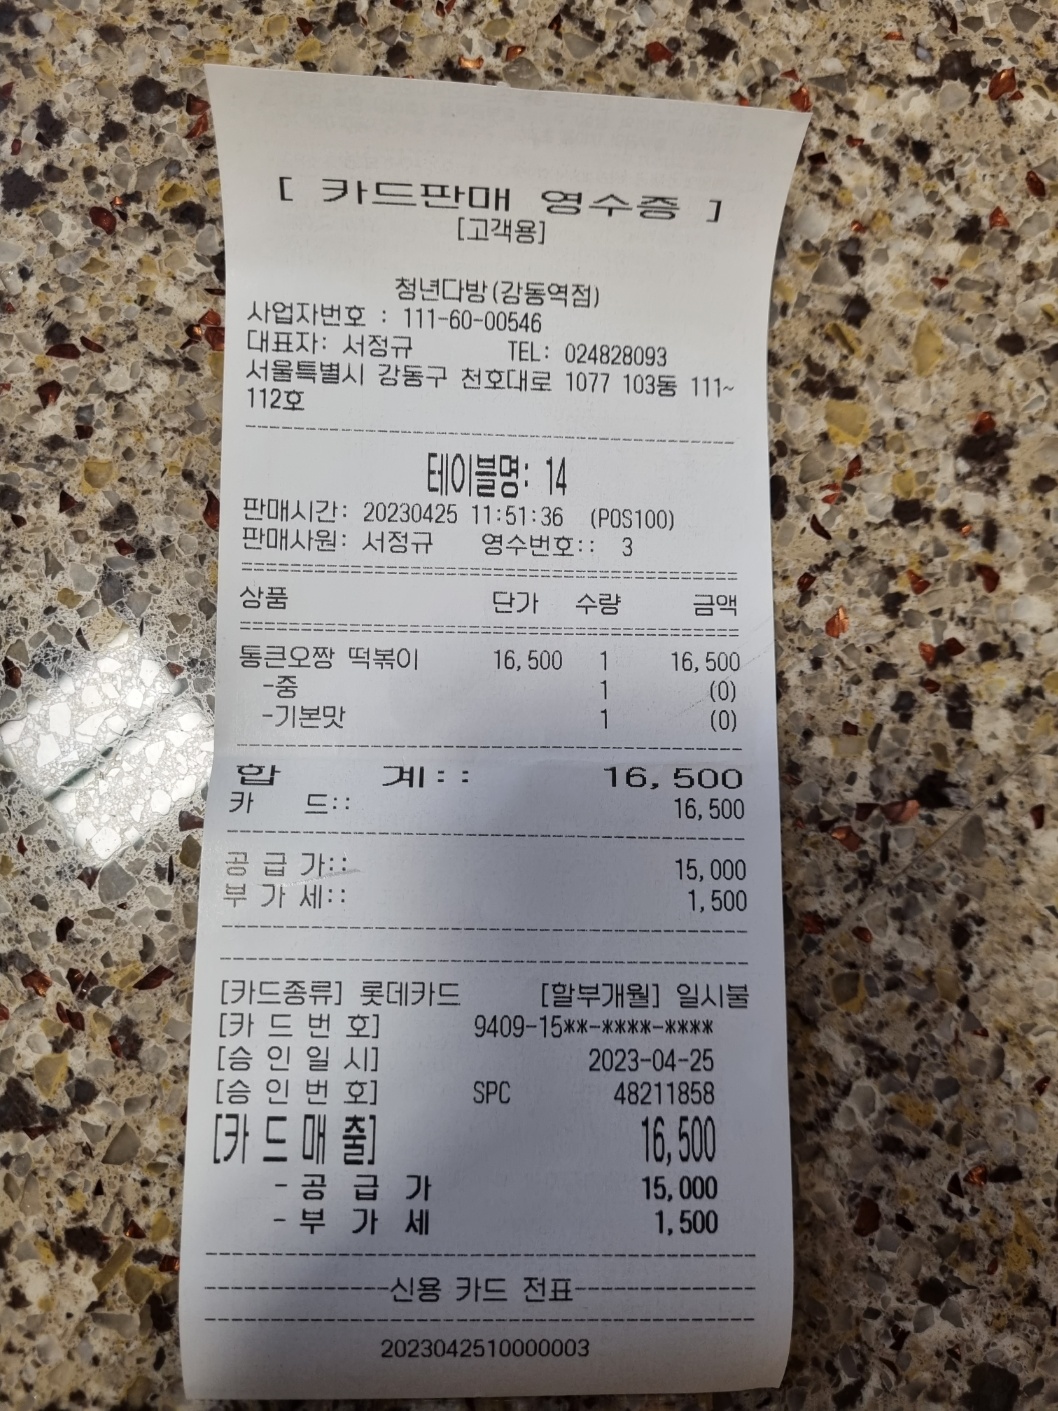 [ 카드판매 영수증 ]
[고객용]
청년다방(강동역점)
사업자번호 : 111-60-00546
대표자: 서정규 TEL: 024828093
서울특별시 강동구 천호대로 1077 103동 111~
112호
테이블명: 14
판매시간: 20230425 11:51:36 (POS100)
판매사원: 서정규 영수번호:: 3
상품 단가 수량 금액
통큰오짱 떡볶이 16,500 1 16,500
-중 1 (0)
-기본맛 1 (0)
합 계:: 16,500
카 드:: 16,500
공 급 가:: 15,000
부 가 세:: 1,500
[카드종류] 롯데카드 [할부개월] 일시불
[카 드 번 호] 9409-15**-****-****
[승 인 일 시] 2023-04-25
[승 인 번 호] SPC 48211858
[카 드 매 출] 16,500
- 공 급 가 15,000
- 부 가 세 1,500
신용 카드 전표
2023042510000003